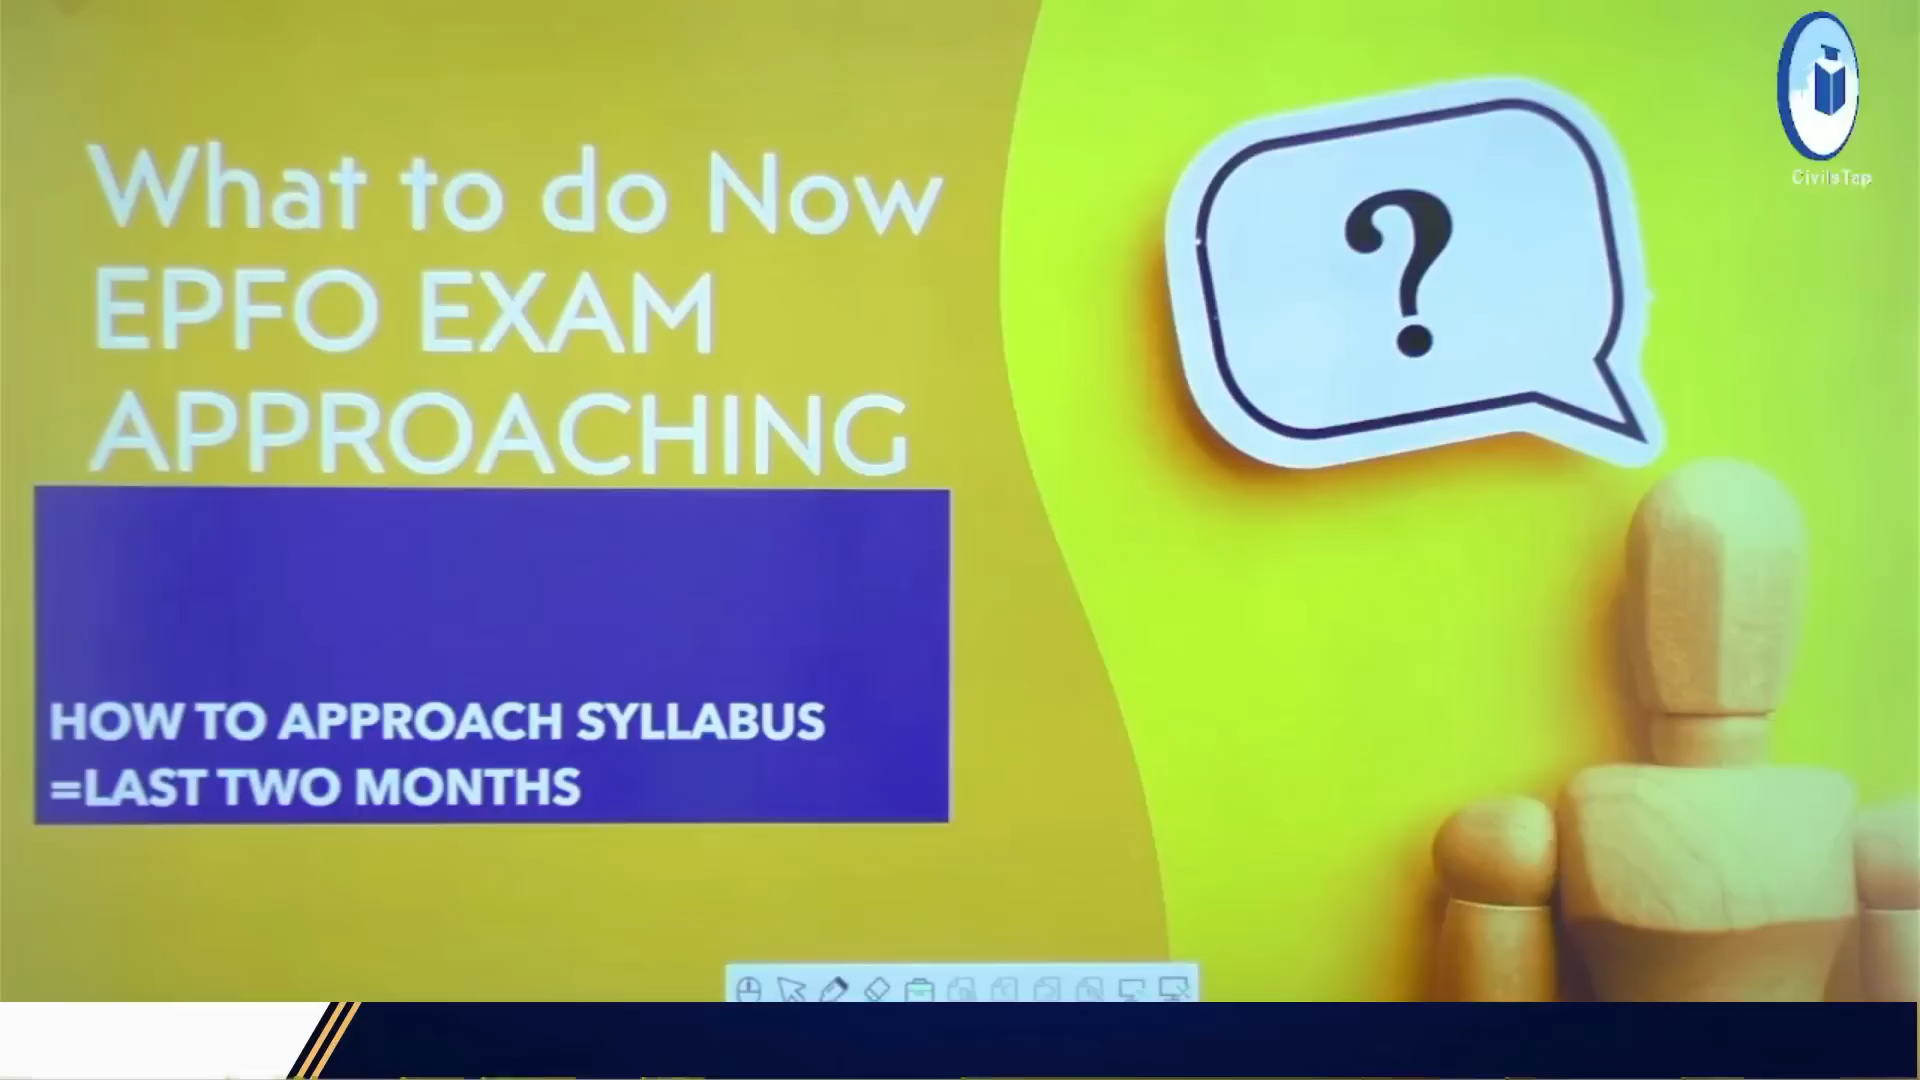 What to do Now
EPFO EXAM
APPROACHING
HOW TO APPROACH SYLLABUS
=LAST TWO MONTHS
?
CivilsTap